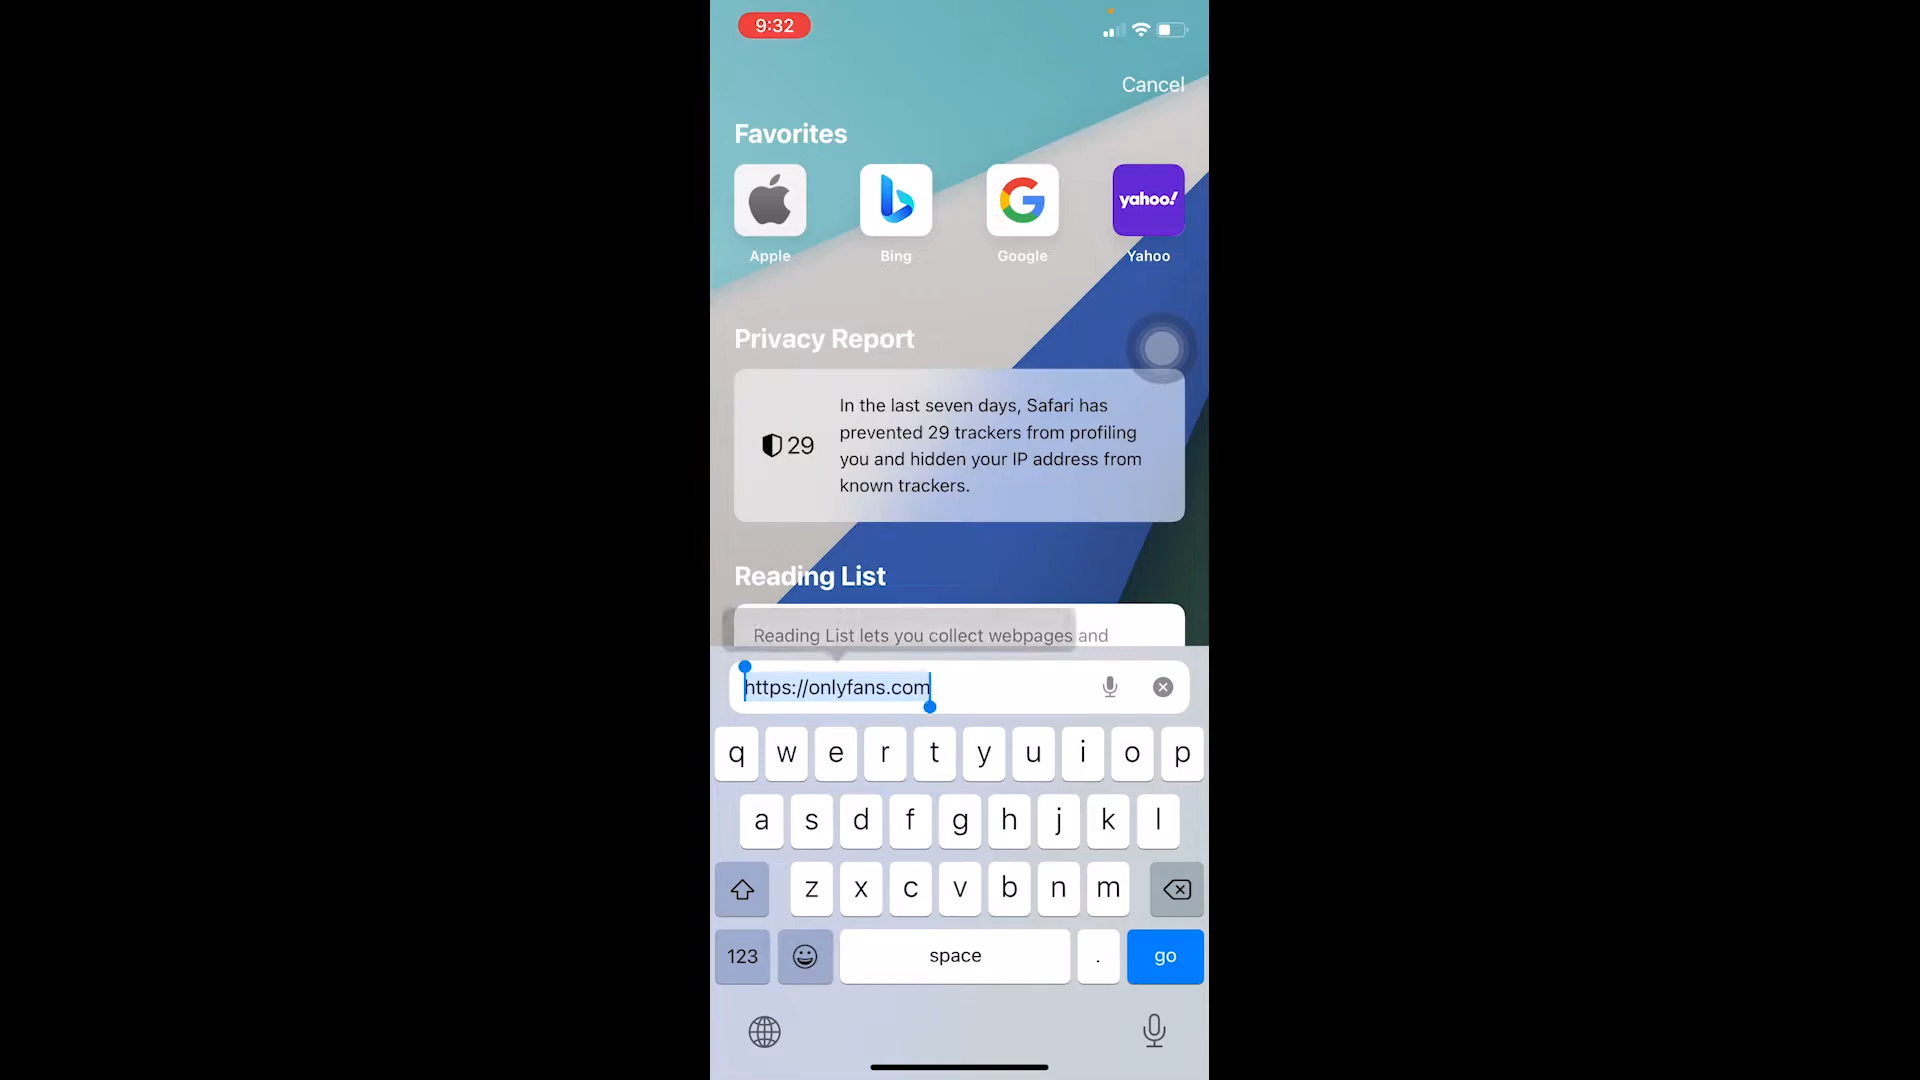 9:32
Cancel
Favorites
yahoo!
Apple Bing Google Yahoo
Privacy Report
29
In the last seven days, Safari has
prevented 29 trackers from profiling
you and hidden your IP address from
known trackers.
Reading List
Reading List lets you collect webpages and
https://onlyfans.com
q w e r t y u i o p
a s d f g h j k l
z x c v b n m
123 space . go